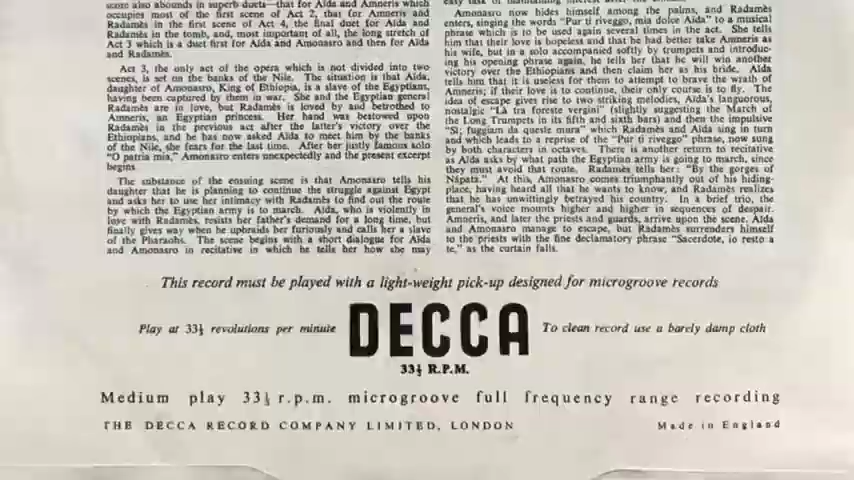 score also abounds in superb duets—that for Aïda and Amneris which
occupies most of the first scene of Act 2, that for Amneris and
Radamès in the first scene of Act 4, the final duet for Aïda and
Radamès in the tomb, and, most important of all, the long stretch of
Act 3 which is a duet first for Aïda and Amonasro and then for Aïda
and Radamès.
Act 3, the only act of the opera which is not divided into two
scenes, is set on the banks of the Nile. The situation is that Aïda,
daughter of Amonasro, King of Ethiopia, is a slave of the Egyptians,
having been captured by them in war. She and the Egyptian general
Radamès are in love, but Radamès is loved by and betrothed to
Amneris, an Egyptian princess. Her hand was bestowed upon
Radamès in the previous act after the latter's victory over the
Ethiopians, and he has now asked Aïda to meet him by the banks
of the Nile, she fears for the last time. After her justly famous solo
"O patria mia," Amonasro enters unexpectedly and the present excerpt
begins.
The substance of the ensuing scene is that Amonasro tells his
daughter that he is planning to continue the struggle against Egypt
and asks her to use her intimacy with Radamès to find out the route
by which the Egyptian army is to march. Aïda, who is violently in
love with Radamès, resists her father's demand for a long time, but
finally gives way when he upbraids her furiously and calls her a slave
of the Pharaohs. The scene begins with a short dialogue for Aïda
and Amonasro in recitative in which he tells her how she may
Amonasro now hides himself among the palms, and Radamès
enters, singing the words "Pur ti riveggo, mia dolce Aïda" to a musical
phrase which is to be used again several times in the act. She tells
him that their love is hopeless and that he had better take Amneris as
his wife, but in a solo accompanied softly by trumpets and introduc-
ing his opening phrase again, he tells her that he will win another
victory over the Ethiopians and then claim her as his bride. Aïda
tells him that it is useless for them to attempt to brave the wrath of
Amneris; if their love is to continue, their only course is to fly. The
idea of escape gives rise to two striking melodies, Aïda's languorous,
nostalgic "Là tra foreste vergini" (slightly suggesting the March of
the Long Trumpets in its fifth and sixth bars) and then the impulsive
"Sì; fuggiam da queste mura" which Radamès and Aïda sing in turn
and which leads to a reprise of the "Pur ti riveggo" phrase, now sung
by both characters in octaves. There is another return to recitative
as Aïda asks by what path the Egyptian army is going to march, since
they must avoid that route. Radamès tells her: "By the gorges of
Nápata." At this, Amonasro comes triumphantly out of his hiding-
place, having heard all that he wants to know, and Radamès realizes
that he has unwittingly betrayed his country. In a brief trio, the
general's voice mounts higher and higher in sequences of despair.
Amneris, and later the priests and guards, arrive upon the scene. Aïda
and Amonasro manage to escape, but Radamès surrenders himself
to the priests with the fine declamatory phrase "Sacerdote, io resto a
te," as the curtain falls.
This record must be played with a light-weight pick-up designed for microgroove records
Play at 33⅓ revolutions per minute
DECCA
To clean record use a barely damp cloth
33⅓ R.P.M.
Medium play 33⅓ r.p.m. microgroove full frequency range recording
THE DECCA RECORD COMPANY LIMITED, LONDON
Made in England